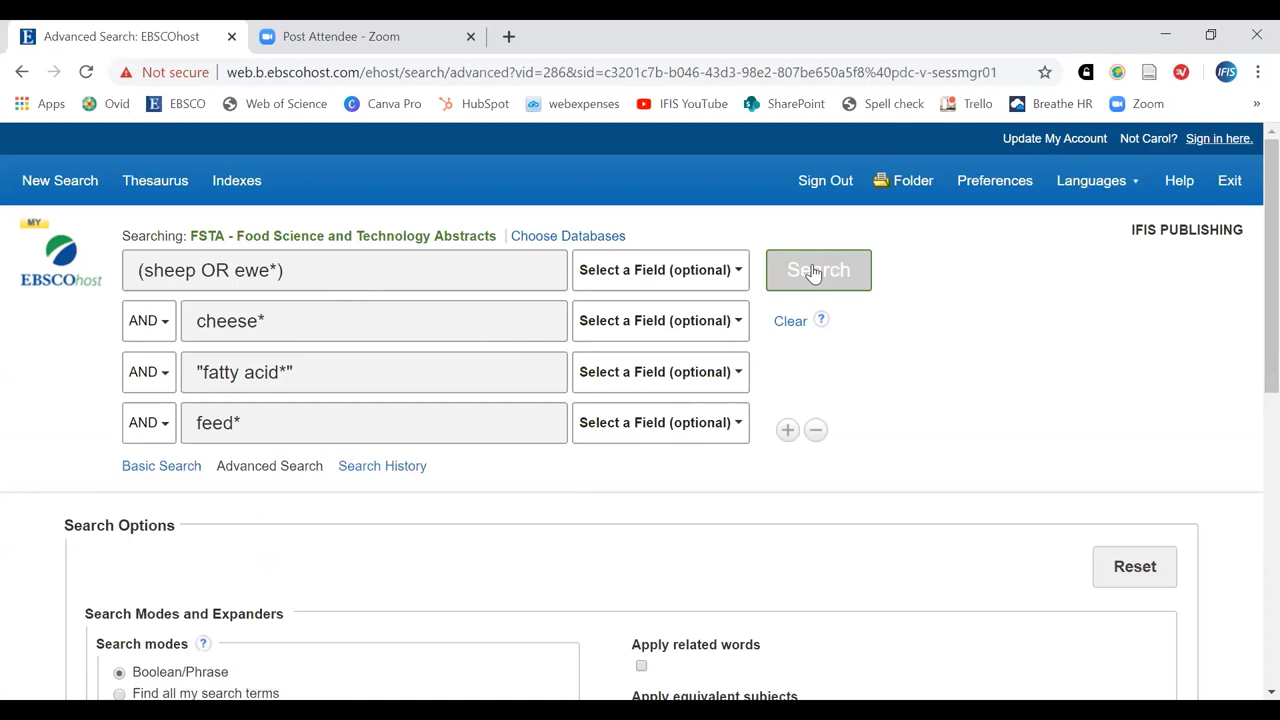 Advanced Search: EBSCOhost
Post Attendee - Zoom
Not secure web.b.ebscohost.com/ehost/search/advanced?vid=286&sid=c3201c7b-b046-43d3-98e2-807be650a5f8%40pdc-v-sessmgr01
IFIS
Apps Ovid EBSCO Web of Science Canva Pro HubSpot webexpenses IFIS YouTube SharePoint Spell check Trello Breathe HR Zoom »
Update My Account Not Carol? Sign in here.
New Search Thesaurus Indexes Sign Out Folder Preferences Languages Help Exit
MY
EBSCOhost
Searching: FSTA - Food Science and Technology Abstracts Choose Databases
IFIS PUBLISHING
(sheep OR ewe*) Select a Field (optional) Search
AND cheese* Select a Field (optional) Clear ?
AND "fatty acid*" Select a Field (optional)
AND feed* Select a Field (optional) + −
Basic Search Advanced Search Search History
Search Options
Reset
Search Modes and Expanders
Search modes ? Apply related words
Boolean/Phrase
Find all my search terms Apply equivalent subjects